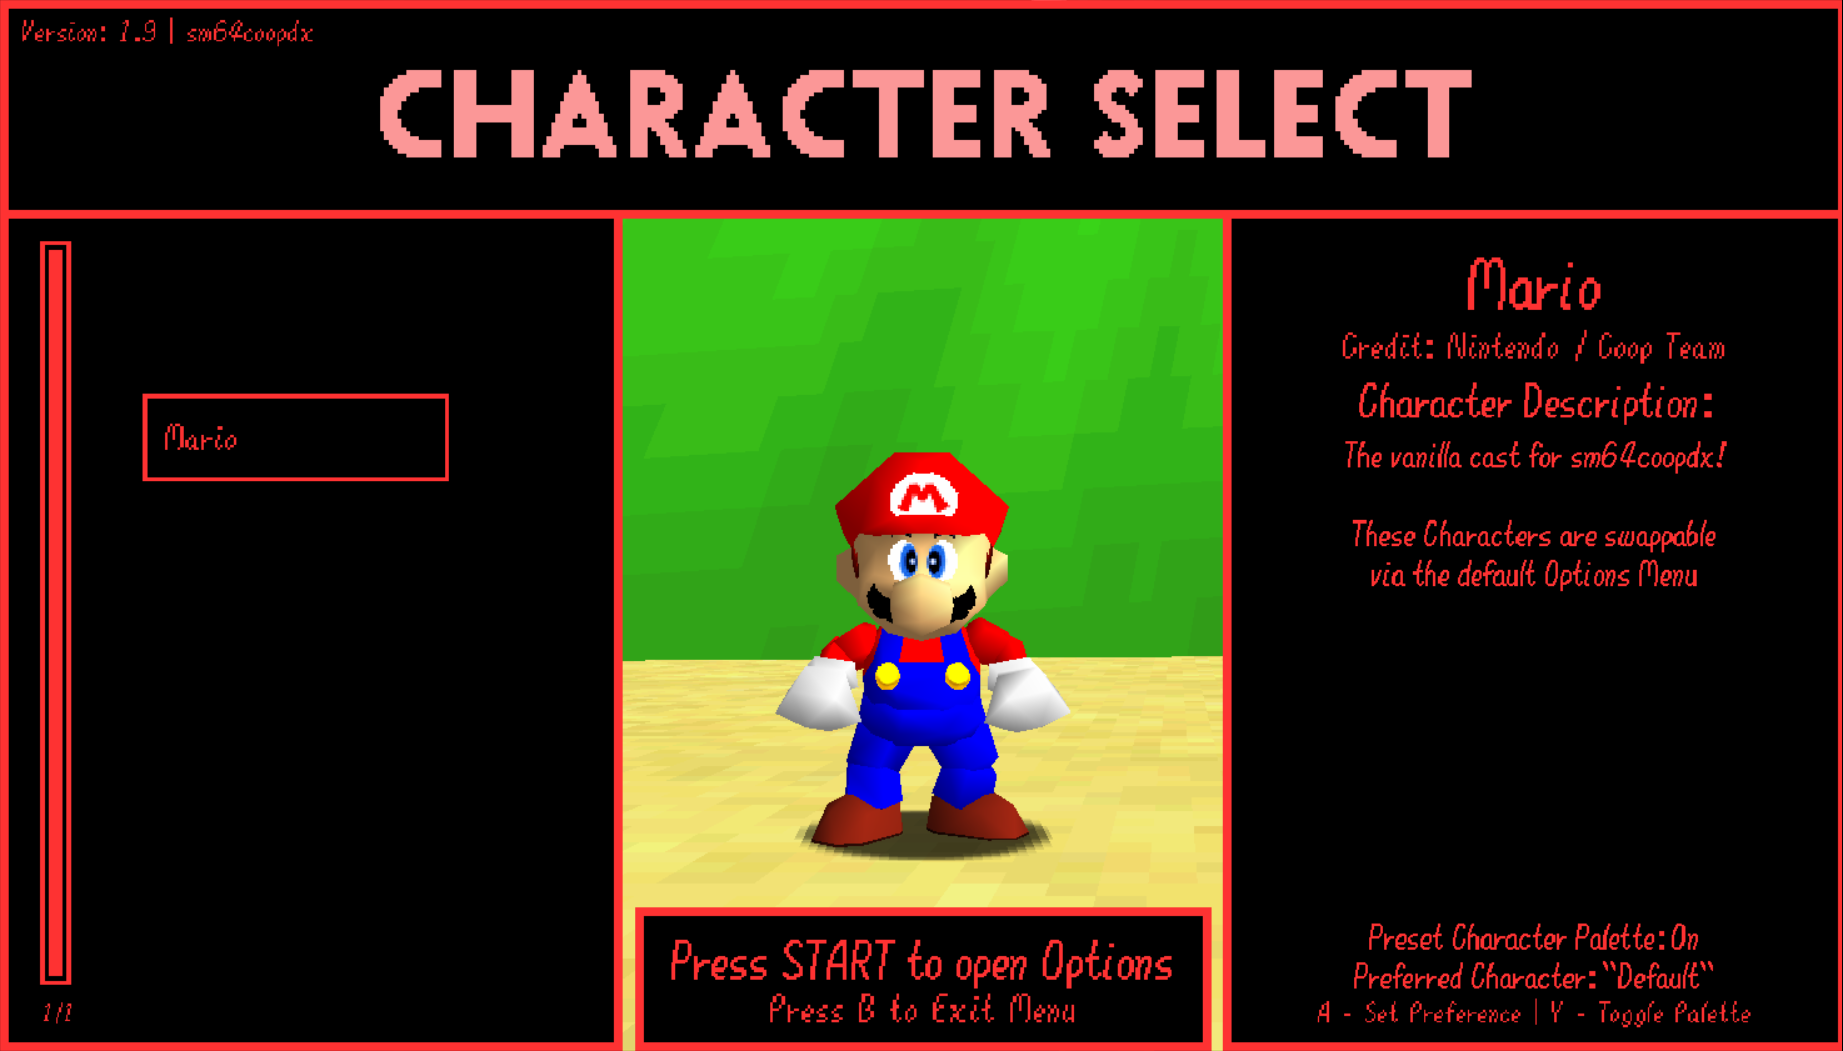 Version: 1.9 | sm64coopdx
CHARACTER SELECT
Mario
1/1
M
Press START to open Options
Press B to Exit Menu
Mario
Credit: Nintendo / Coop Team
Character Description:
The vanilla cast for sm64coopdx!
These Characters are swappable
via the default Options Menu
Preset Character Palette: On
Preferred Character: "Default"
A - Set Preference | Y - Toggle Palette